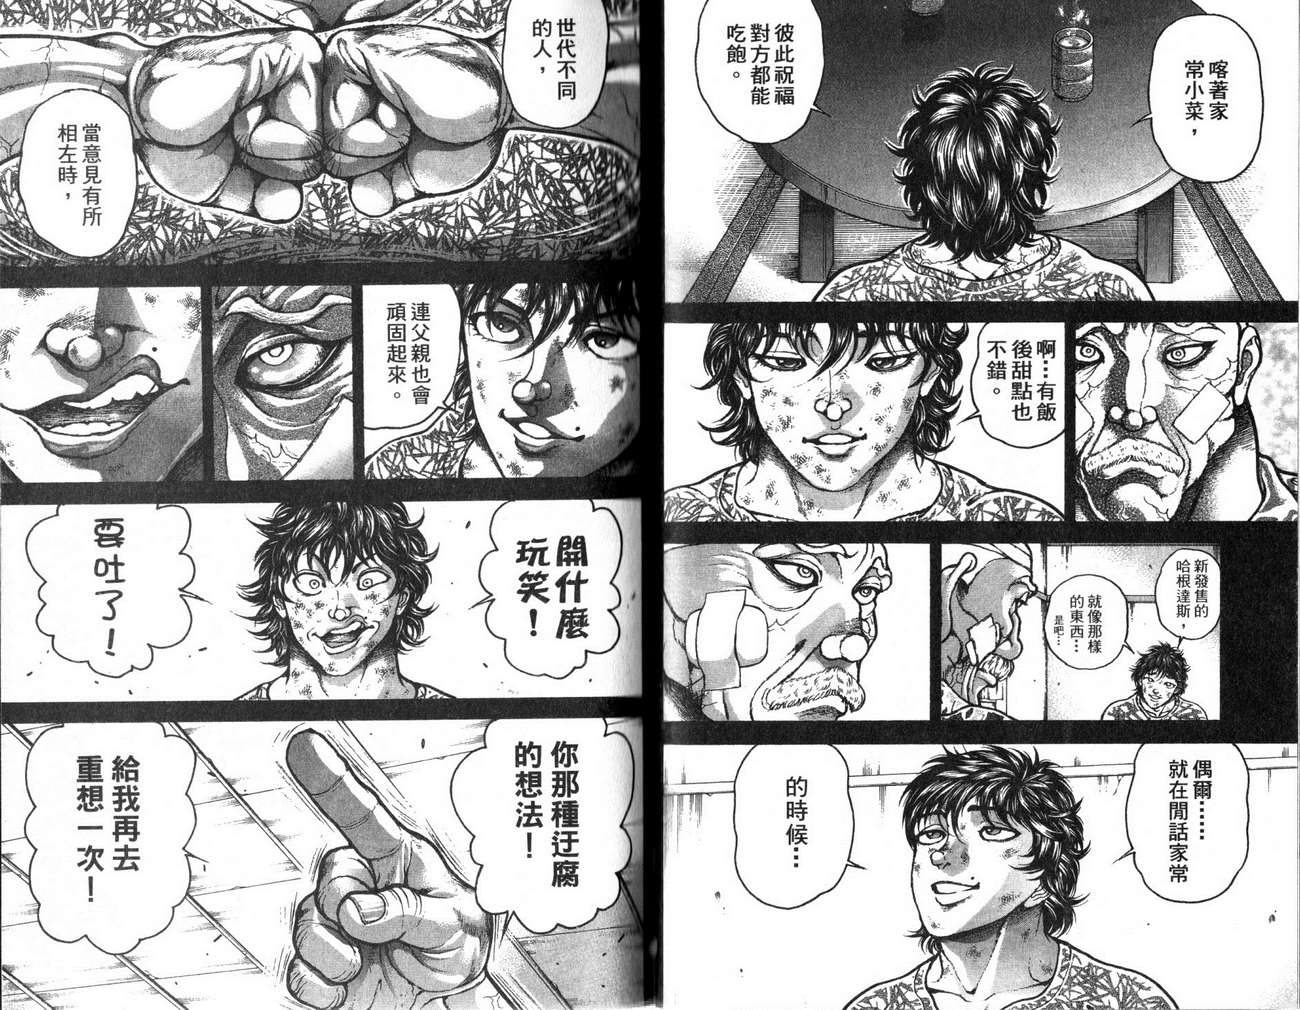 喀著家
常小菜，
彼此祝福
對方都能
吃飽。
啊…有飯
後甜點也
不錯。
新發售的
哈根達斯，
就像那樣
的東西…
是吧…
偶爾……
就在閒話家常
的時候…
世代不同
的人，
當意見有所
相左時，
連父親也會
頑固起來。
開什麼
玩笑！
要吐了！
你那種迂腐
的想法！
給我再去
重想一次！